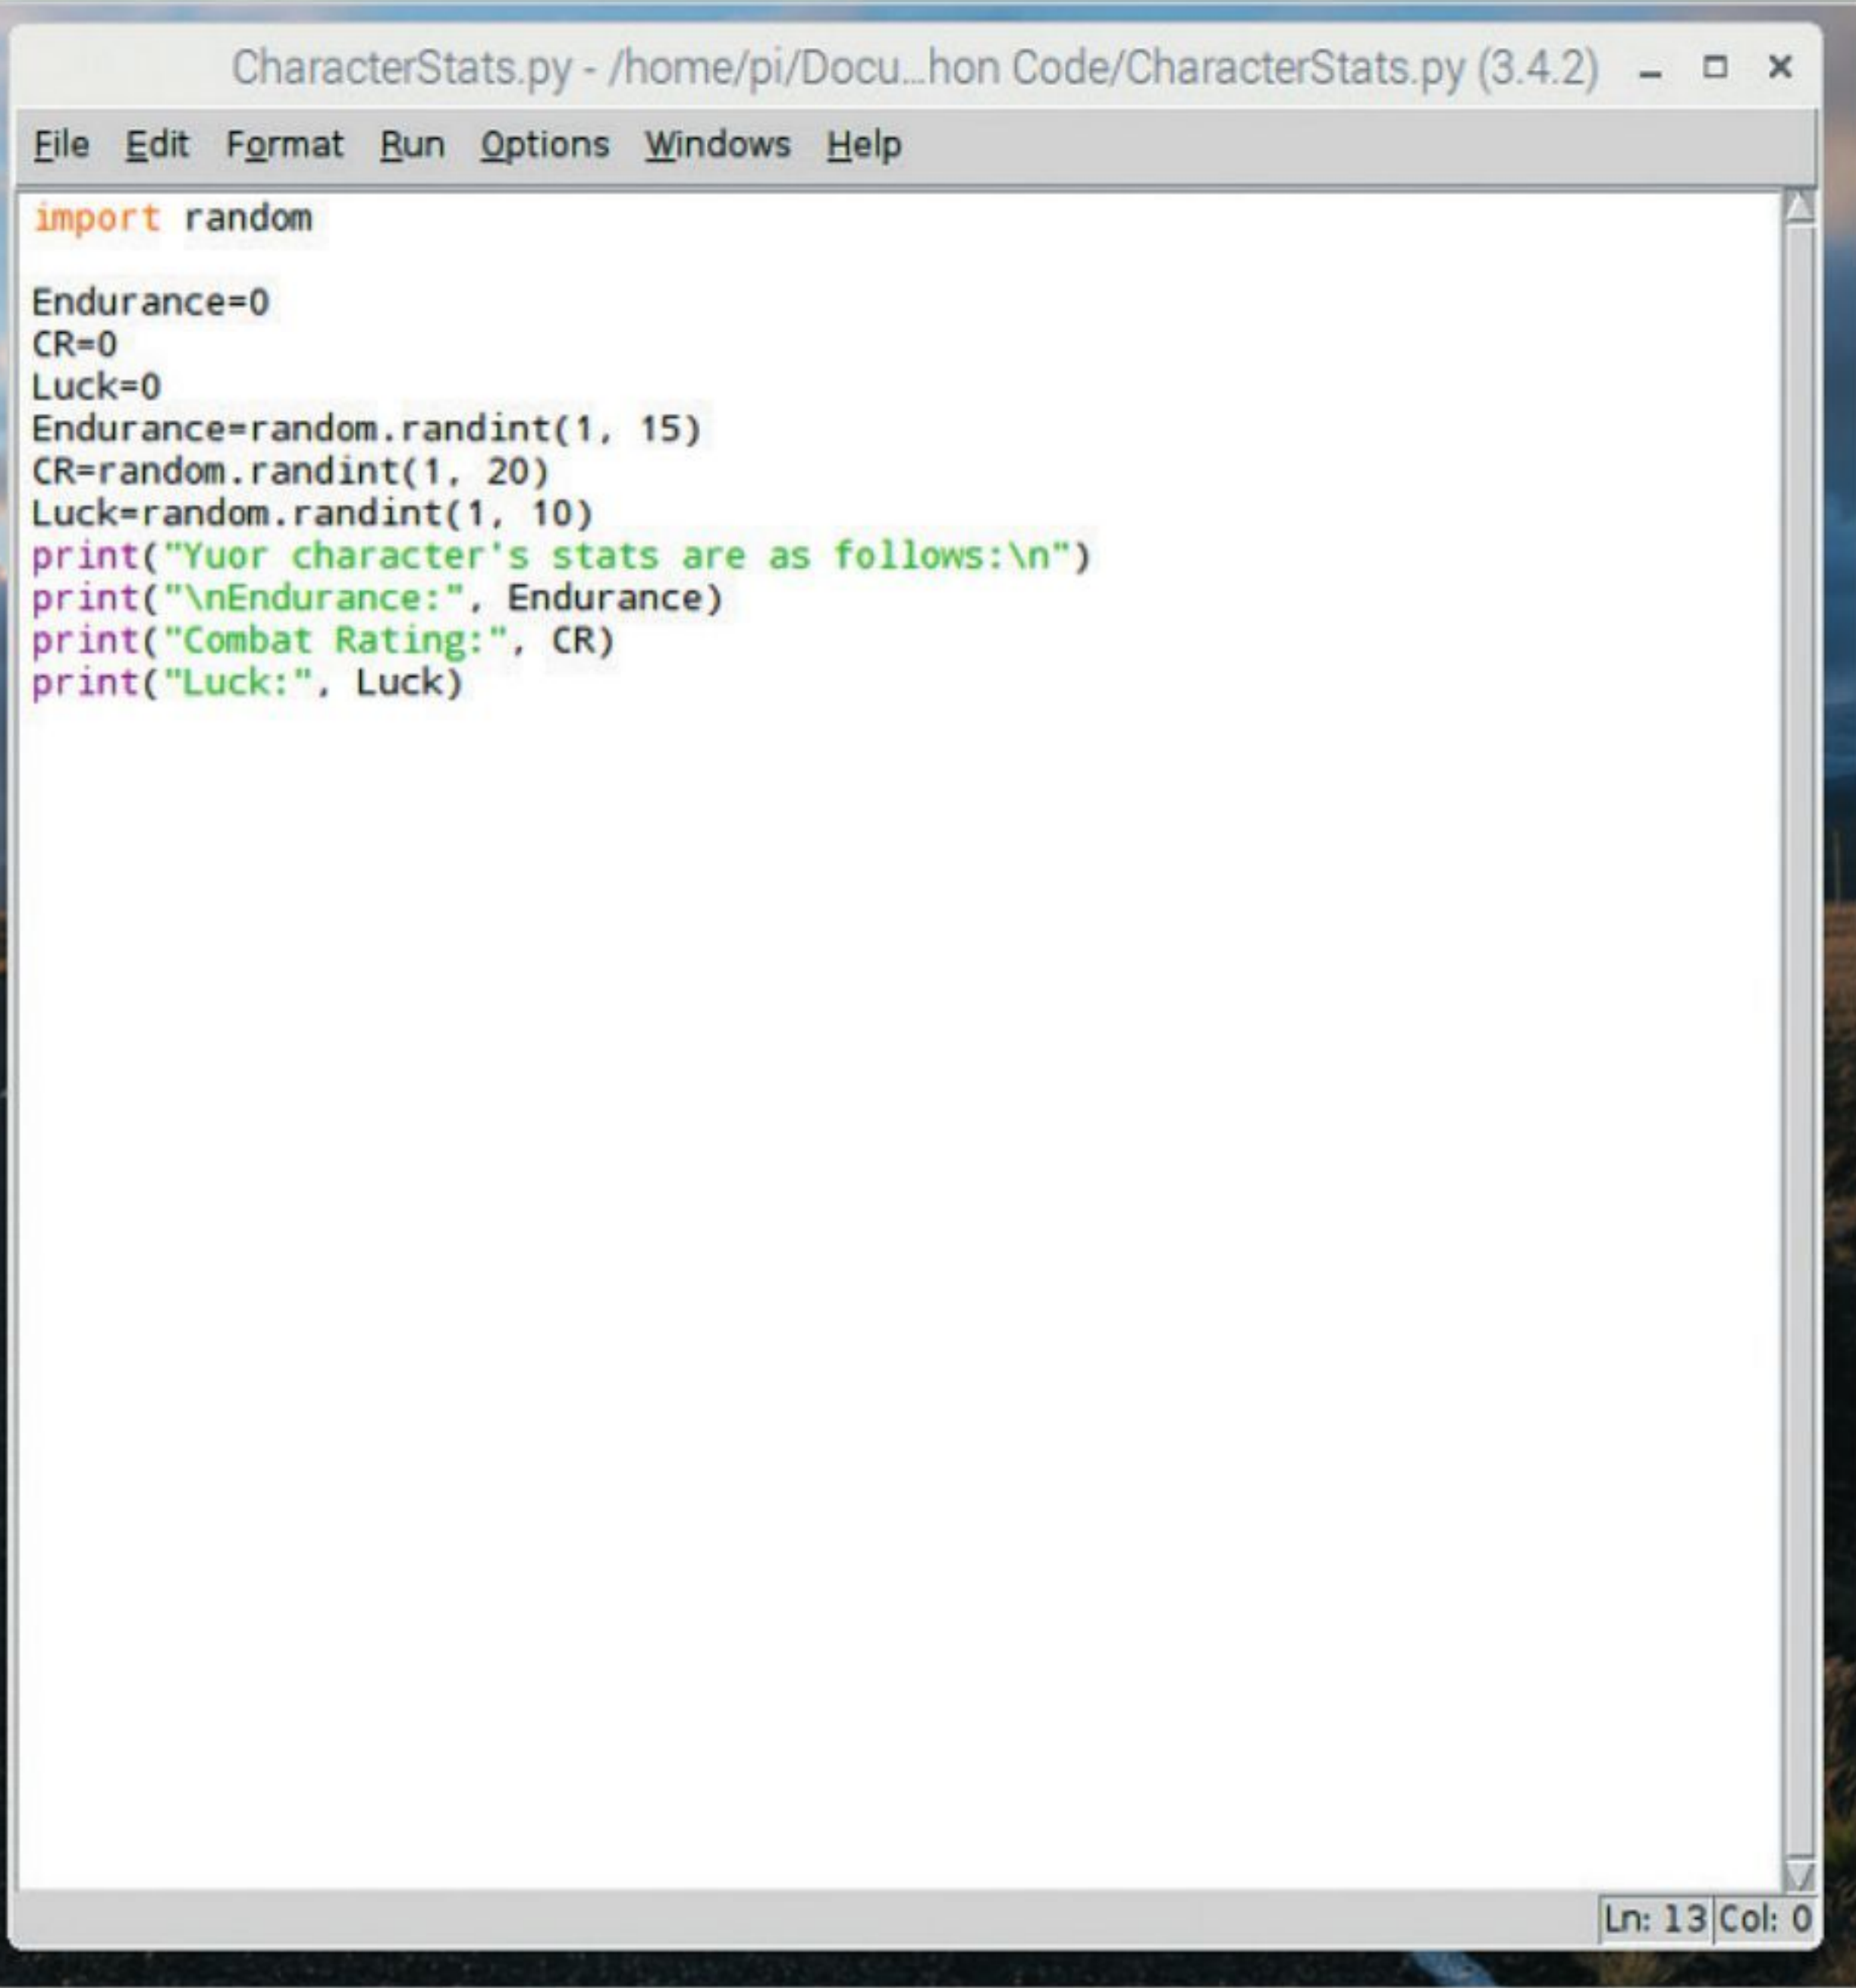 CharacterStats.py - /home/pi/Docu...hon Code/CharacterStats.py (3.4.2)
File Edit Format Run Options Windows Help
import random
Endurance=0
CR=0
Luck=0
Endurance=random.randint(1, 15)
CR=random.randint(1, 20)
Luck=random.randint(1, 10)
print("Yuor character's stats are as follows:\n")
print("\nEndurance:", Endurance)
print("Combat Rating:", CR)
print("Luck:", Luck)
Ln: 13 Col: 0